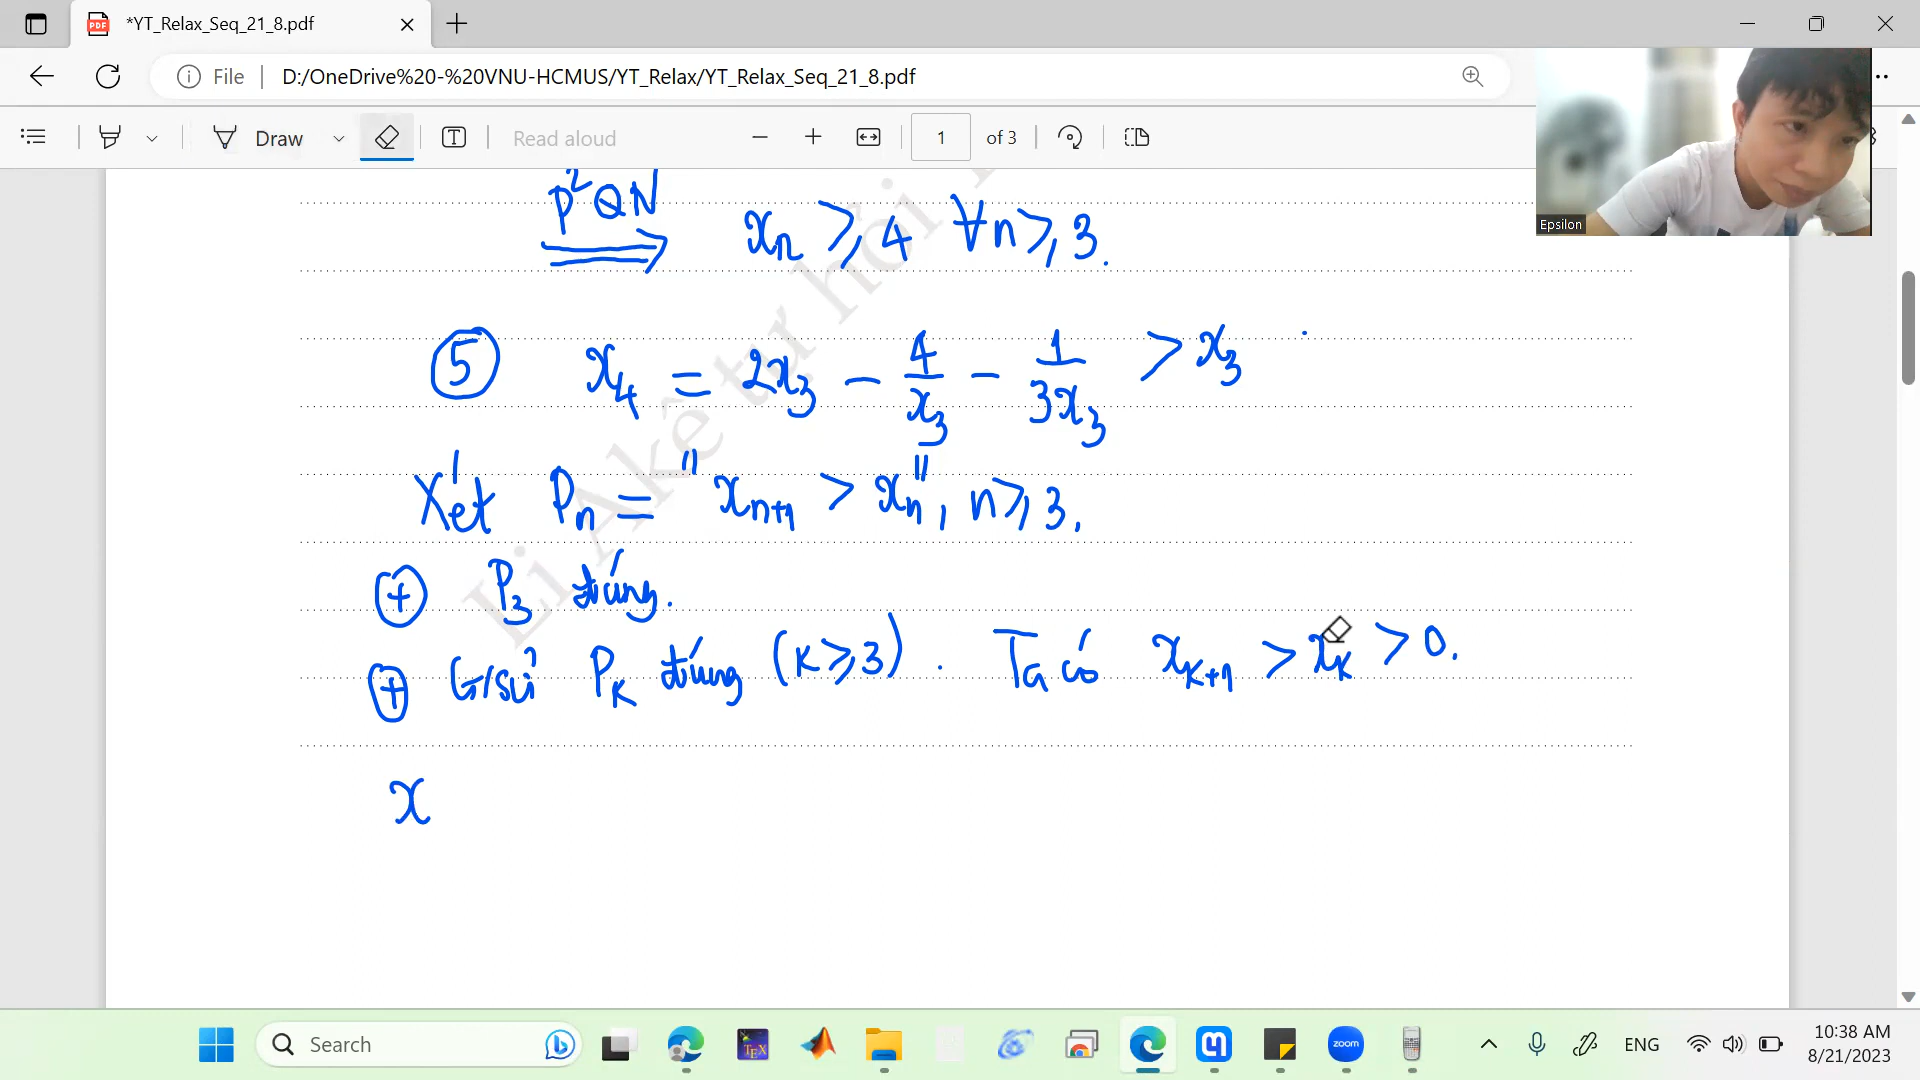 *YT_Relax_Seq_21_8.pdf
File D:/OneDrive%20-%20VNU-HCMUS/YT_Relax/YT_Relax_Seq_21_8.pdf
Draw Read aloud 1 of 3
Epsilon
P²QN ⟹ xₙ ⩾ 4 ∀n ⩾ 3.
⑤ x₄ = 2x₃ − 4/x₃ − 1/(3x₃) > x₃
Xét Pₙ = "xₙ₊₁ > xₙ", n ⩾ 3.
⊕ P₃ đúng.
⊕ G/sử Pₖ đúng (k ⩾ 3). Ta có xₖ₊₁ > xₖ > 0.
x
Search
ENG
10:38 AM
8/21/2023